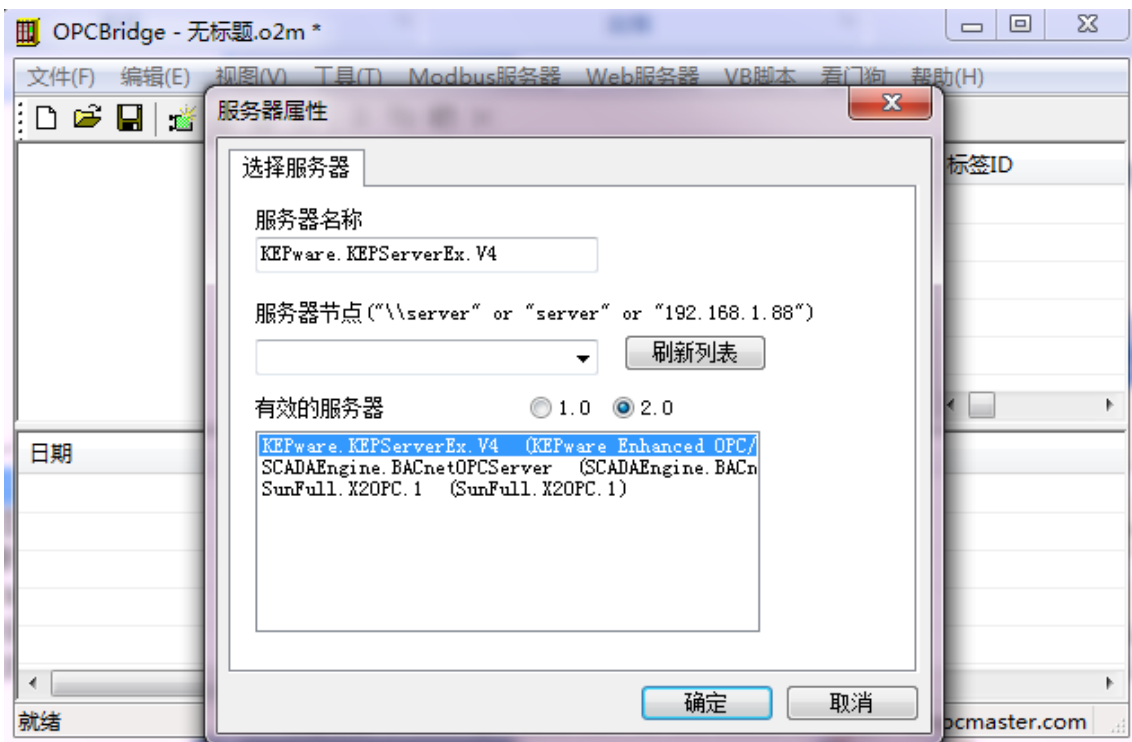 OPCBridge - 无标题.o2m *
文件(F) 编辑(E) 视图(V) 工具(T) Modbus服务器 Web服务器 VB脚本 看门狗 帮助(H)
服务器属性
选择服务器
标签ID
服务器名称
KEPware.KEPServerEx.V4
服务器节点("\\server" or "server" or "192.168.1.88")
刷新列表
有效的服务器 1.0 2.0
KEPware.KEPServerEx.V4 (KEPware Enhanced OPC/
日期
SCADAEngine.BACnetOPCServer (SCADAEngine.BACn
SunFull.X2OPC.1 (SunFull.X2OPC.1)
确定 取消
就绪
pcmaster.com